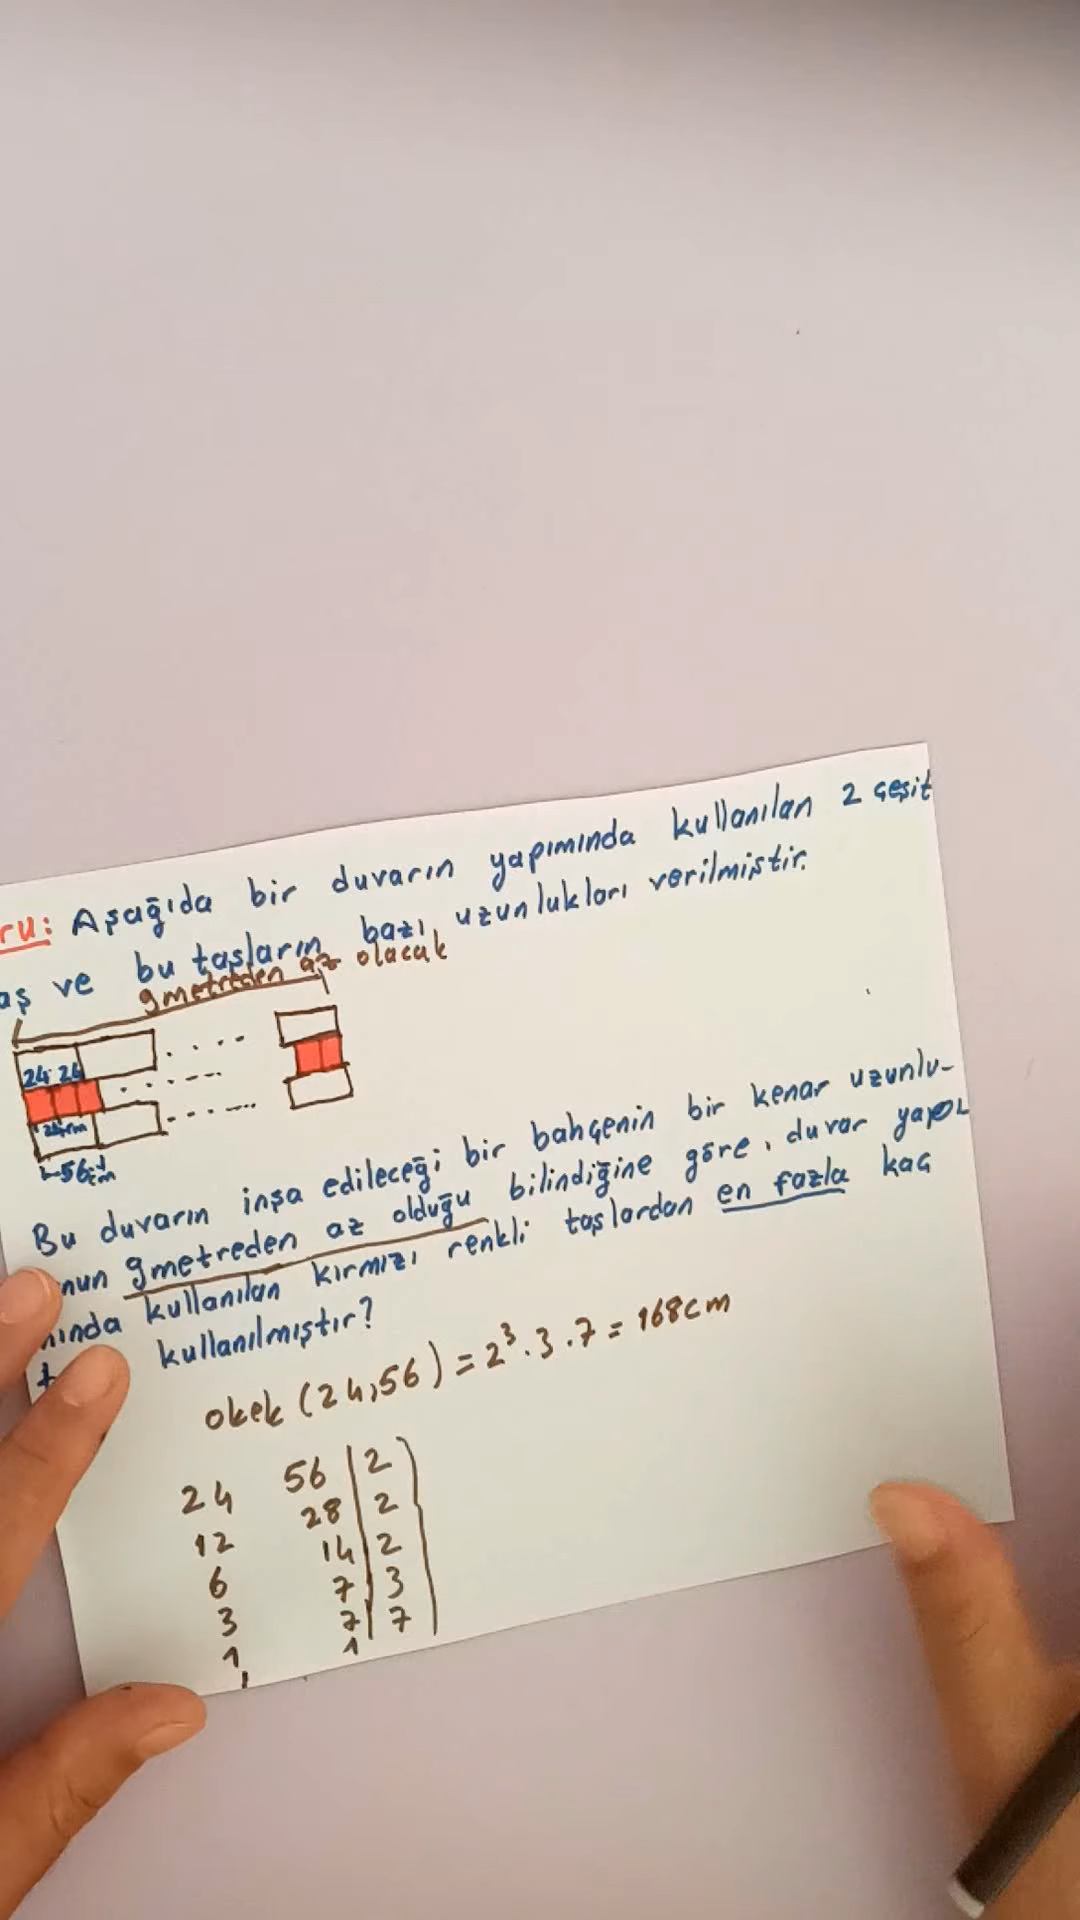 ru: Aşağıda bir duvarın yapımında kullanılan 2 çeşit
aş ve bu taşların bazı uzunlukları verilmiştir.
9metreden az olacak
24 24
24cm
56cm
Bu duvarın inşa edileceği bir bahçenin bir kenar uzunlu-
nun 9metreden az olduğu bilindiğine göre, duvar yapı
ında kullanılan kırmızı renkli taşlardan en fazla kaç
kullanılmıştır?
okek (24,56) = 2³.3.7 = 168cm
24 56 | 2
12 28 | 2
6 14 | 2
3 7 | 3
1 7 | 7
1